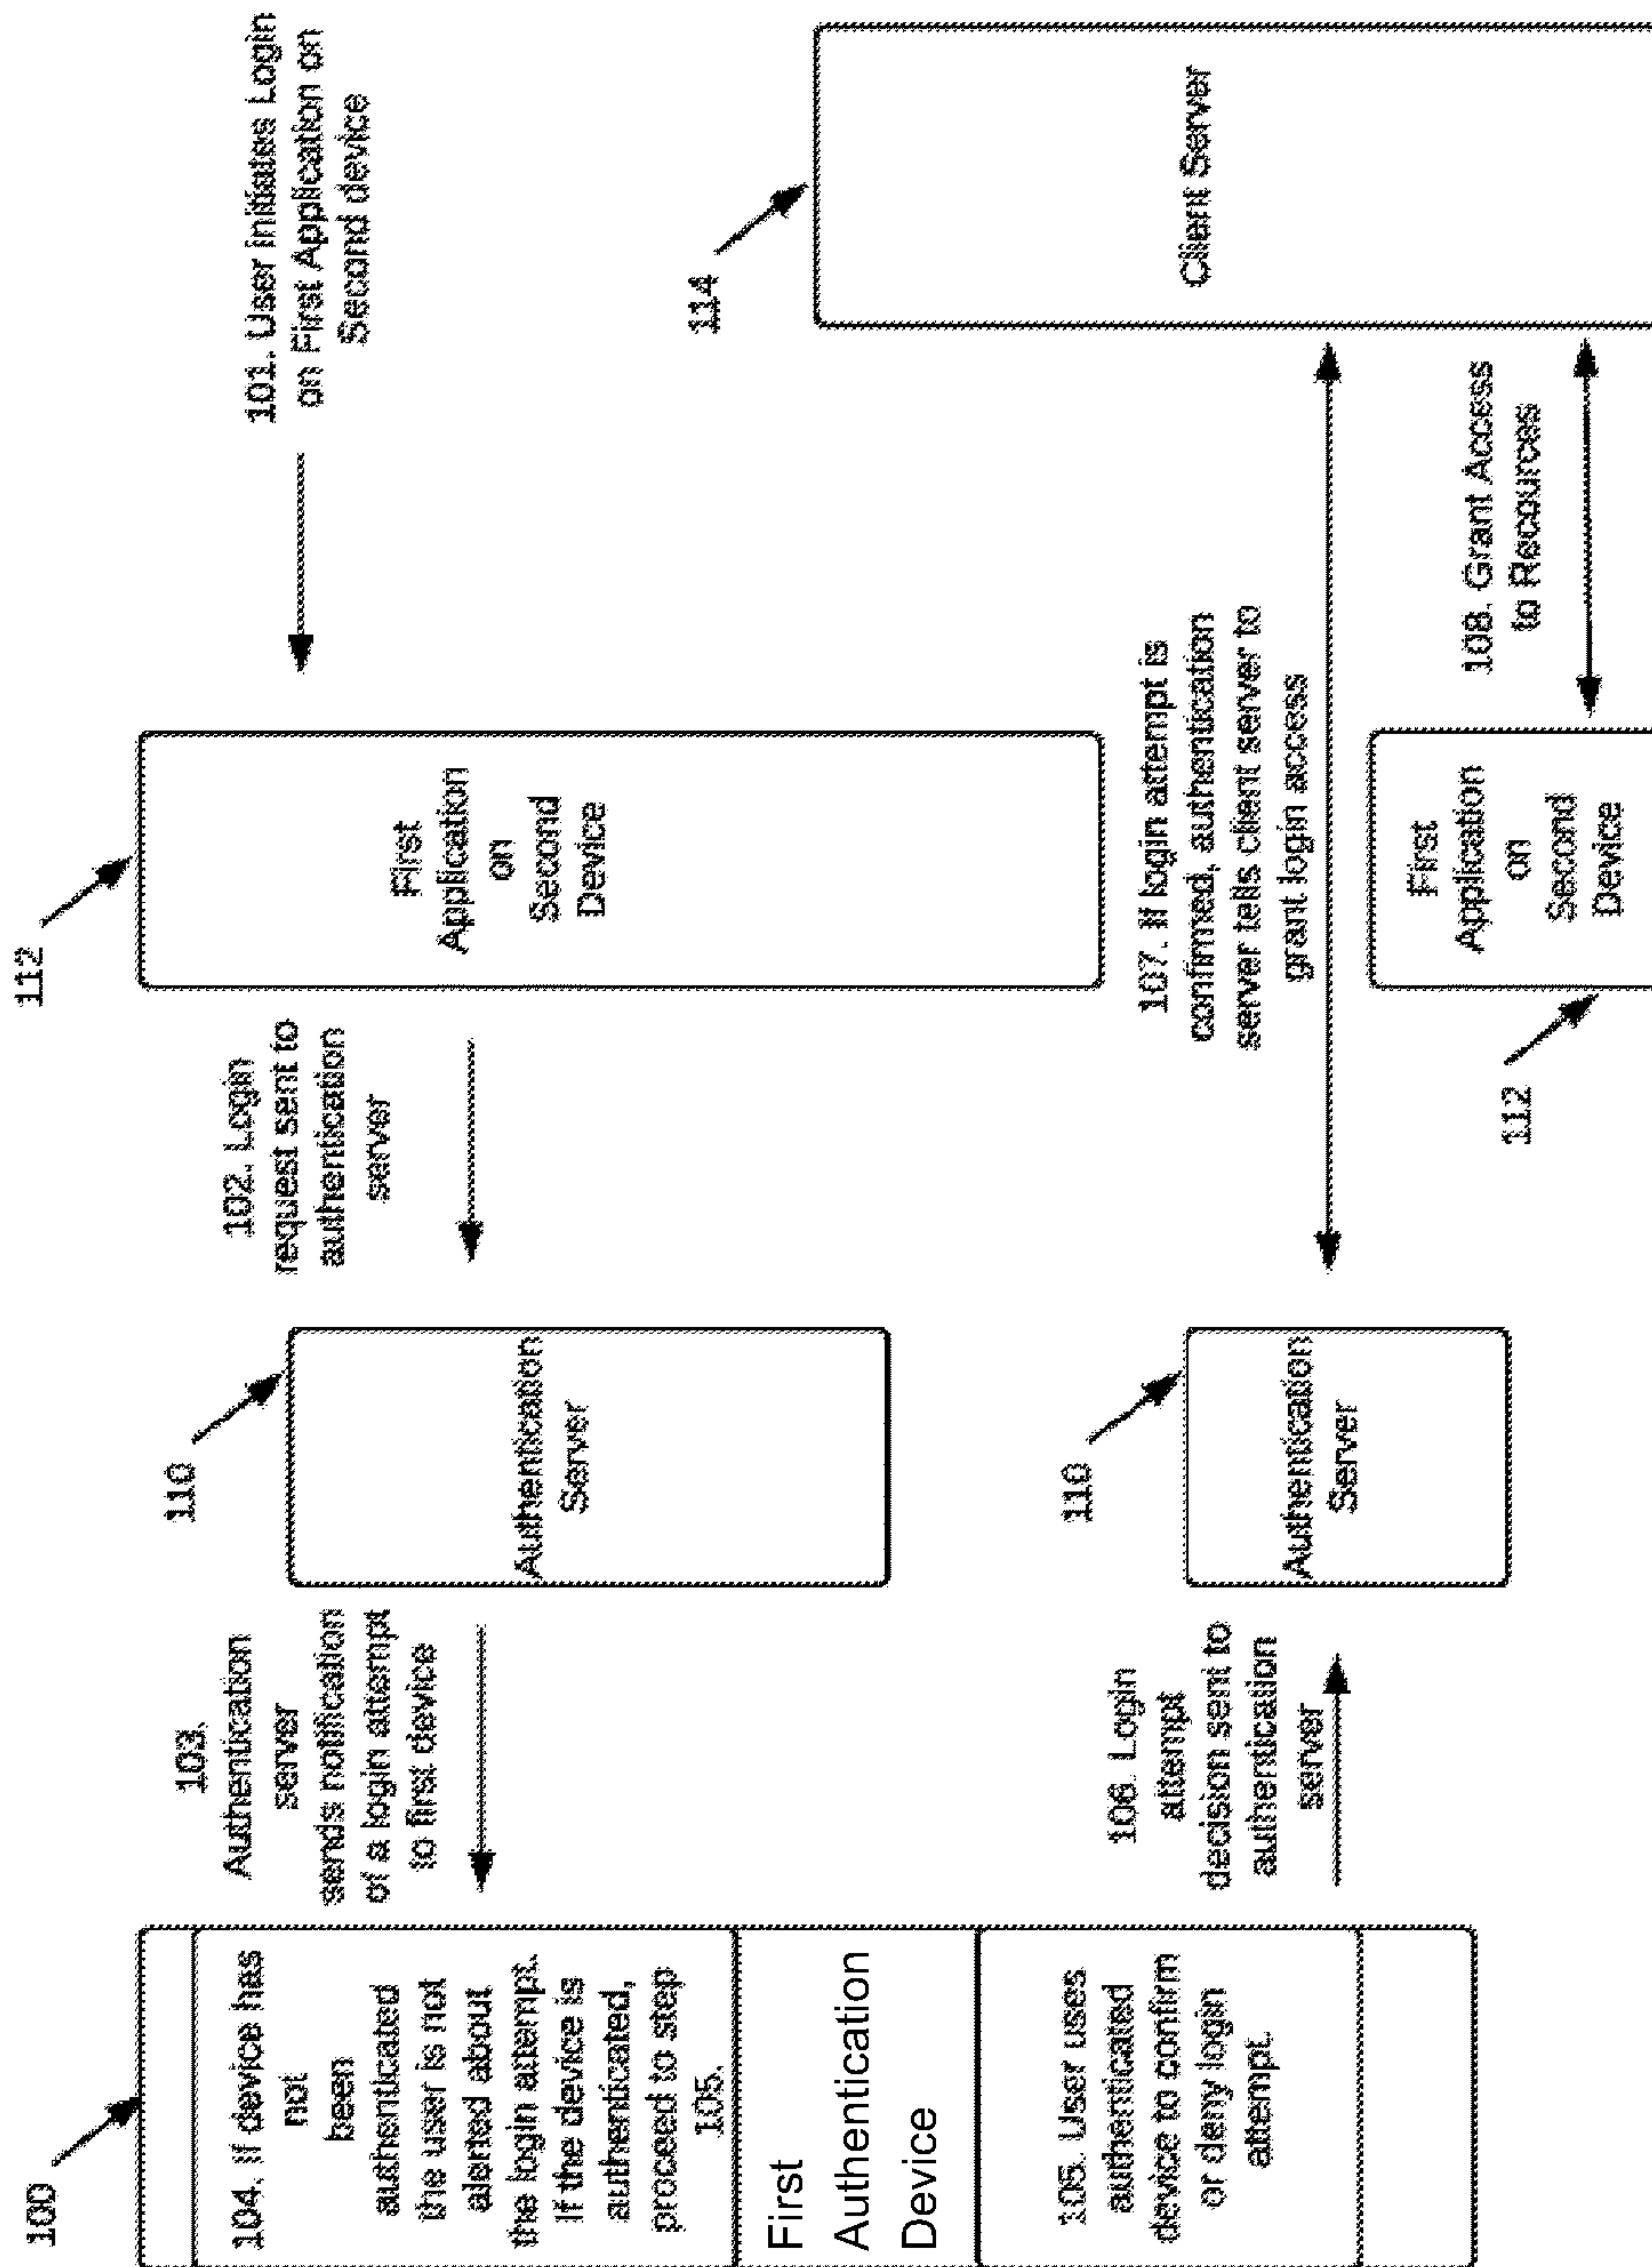 100
104. If device has
not
been
authenticated
the user is not
alerted about
the login attempt.
If the device is
authenticated,
proceed to step
105.
First
Authentication
Device
105. User uses
authenticated
device to confirm
or deny login
attempt.
103.
Authentication
server
sends notification
of a login attempt
to first device
106. Login
attempt
decision sent to
authentication
server
110
Authentication
Server
110
Authentication
Server
102. Login
request sent to
authentication
server
112
First
Application
on
Second
Device
107. If login attempt is
confirmed, authentication
server tells client server to
grant login access
112
First
Application
on
Second
Device
101. User initiates Login
on First Application on
Second device
108. Grant Access
to Recources
114
Client Server